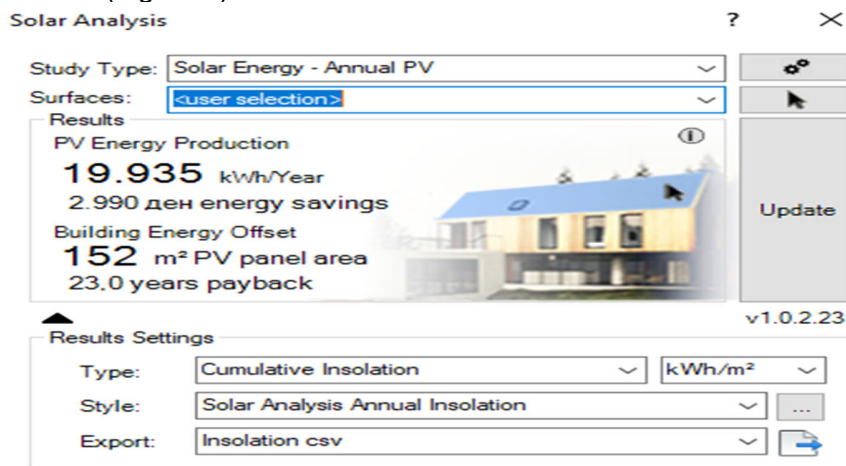 Solar Analysis ?
Study Type: Solar Energy - Annual PV
Surfaces: <user selection>
Results
PV Energy Production
19.935 kWh/Year
2.990 ден energy savings
Building Energy Offset
152 m² PV panel area
23,0 years payback
Update
v1.0.2.23
Results Settings
Type: Cumulative Insolation kWh/m²
Style: Solar Analysis Annual Insolation ...
Export: Insolation csv